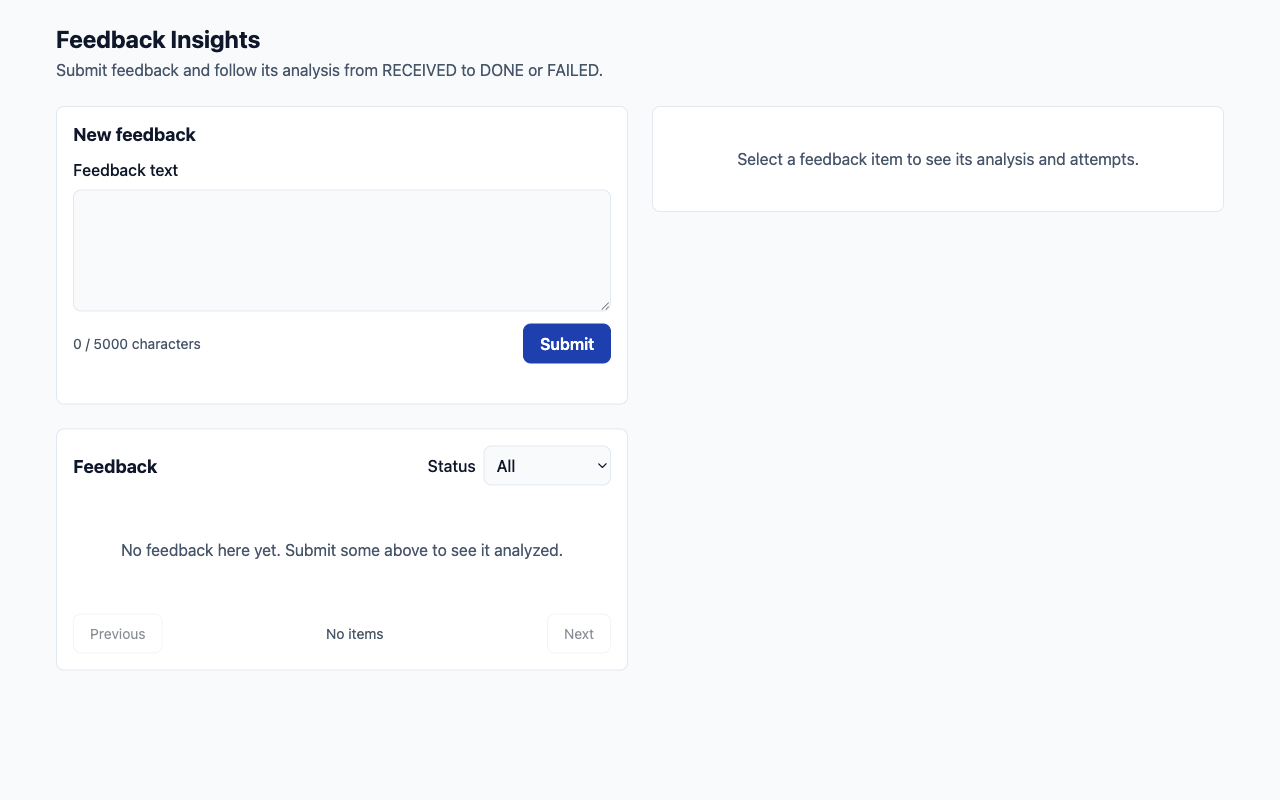 Feedback Insights
Submit feedback and follow its analysis from RECEIVED to DONE or FAILED.
New feedback
Feedback text
0 / 5000 characters
Submit
Select a feedback item to see its analysis and attempts.
Feedback
Status
All
No feedback here yet. Submit some above to see it analyzed.
Previous
No items
Next